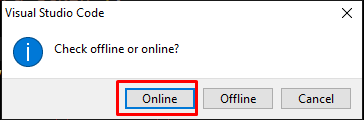 Visual Studio Code
Check offline or online?
Online Offline Cancel